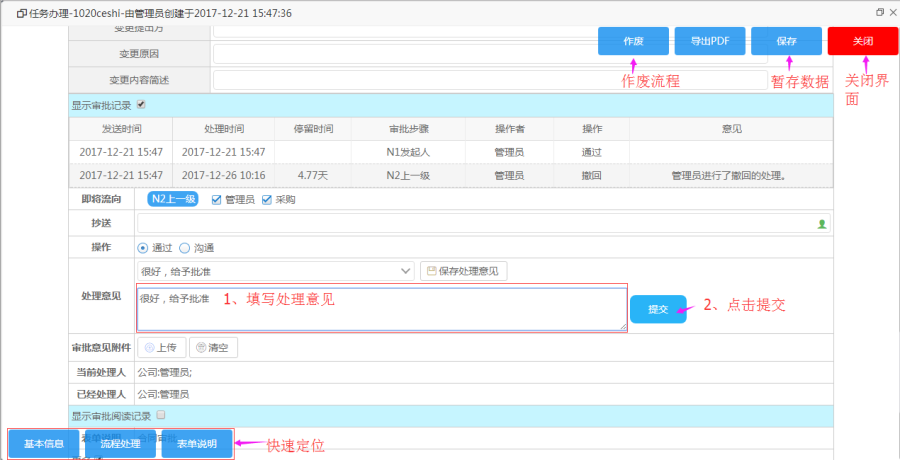 任务办理-1020ceshi-由管理员创建于2017-12-21 15:47:36
变更提出方
作废 导出PDF 保存 关闭
变更原因
作废流程 暂存数据 关闭界面
变更内容简述
显示审批记录
发送时间 处理时间 停留时间 审批步骤 操作者 操作 意见
2017-12-21 15:47 2017-12-21 15:47 N1发起人 管理员 通过
2017-12-21 15:47 2017-12-26 10:16 4.77天 N2上一级 管理员 撤回 管理员进行了撤回的处理。
即将流向 N2上一级 管理员 采购
抄送
操作 通过 沟通
处理意见 很好，给予批准 保存处理意见
很好，给予批准 1、填写处理意见 提交 2、点击提交
审批意见附件 上传 清空
当前处理人 公司:管理员;
已经处理人 公司:管理员
显示审批阅读记录
基本信息 流程处理 表单说明 快速定位